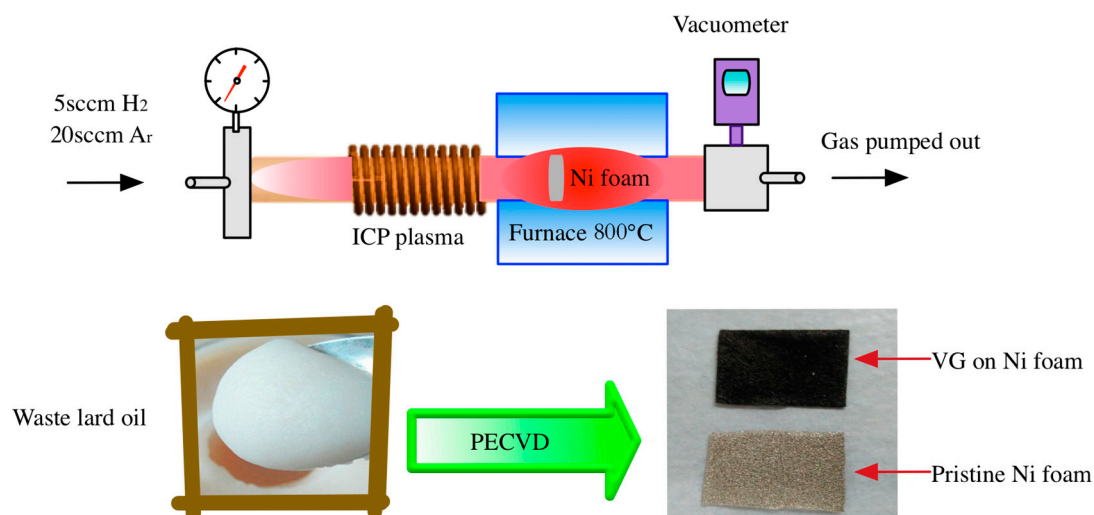 Vacuometer
5sccm H2
20sccm Ar
Gas pumped out
Ni foam
ICP plasma
Furnace 800°C
Waste lard oil
PECVD
VG on Ni foam
Pristine Ni foam